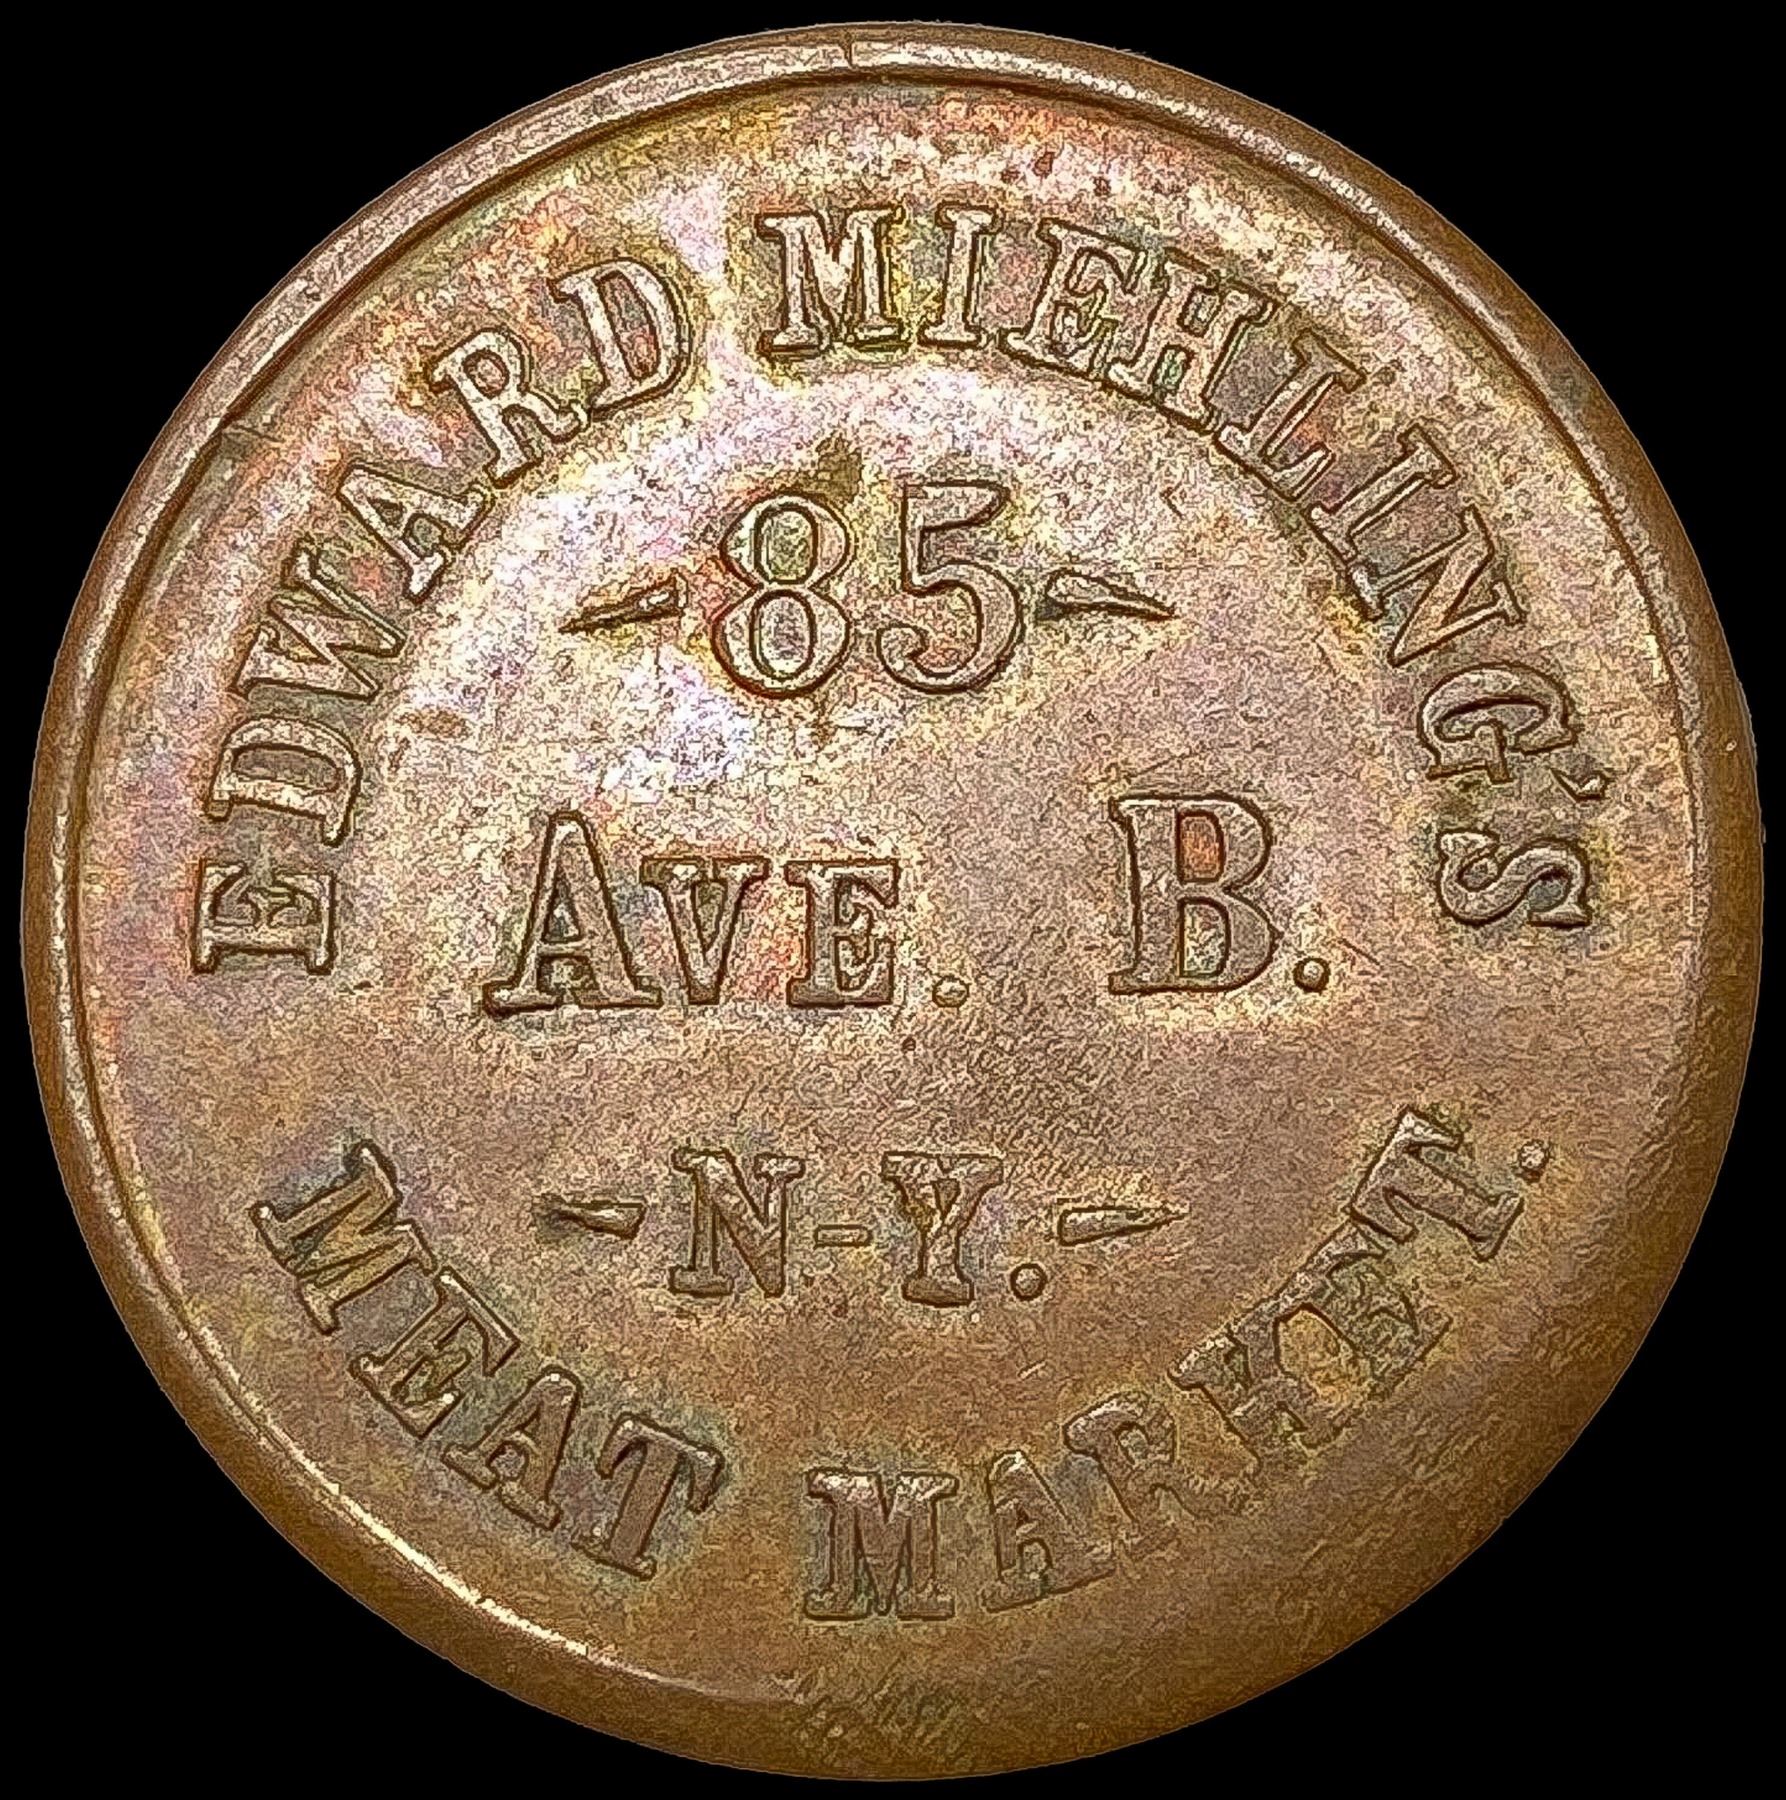 EDWARD MIEHLING'S
-85-
AVE. B.
-N-Y.-
MEAT MARKET.